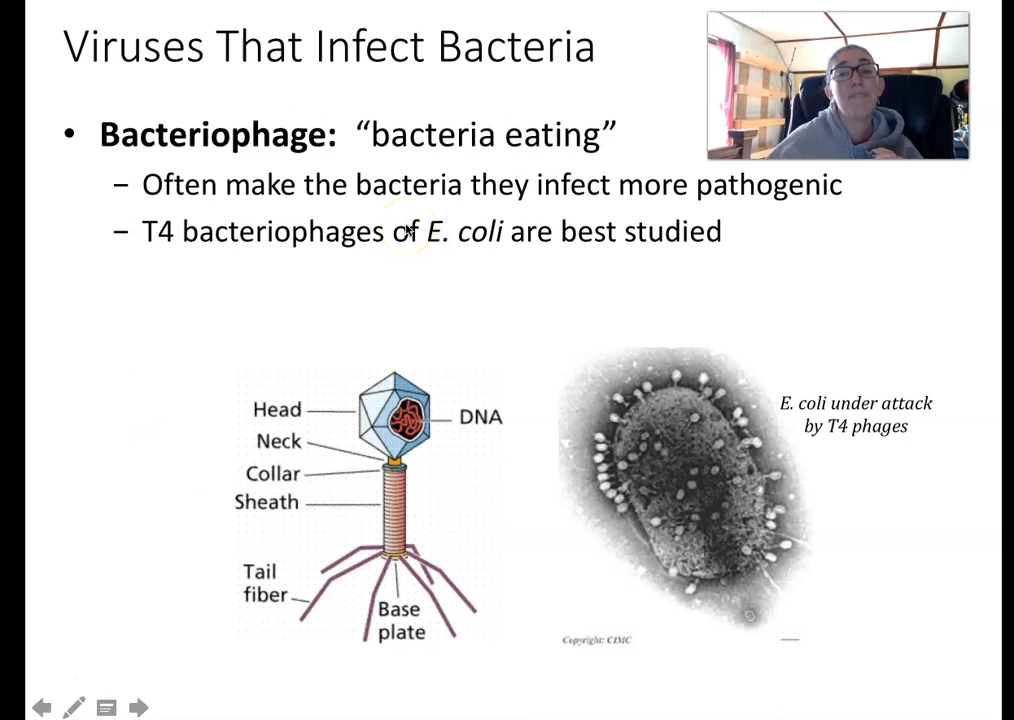 Viruses That Infect Bacteria
• Bacteriophage: “bacteria eating”
– Often make the bacteria they infect more pathogenic
– T4 bacteriophages of E. coli are best studied
Head
DNA
Neck
Collar
Sheath
Tail
fiber
Base
plate
E. coli under attack
by T4 phages
Copyright: CIMC